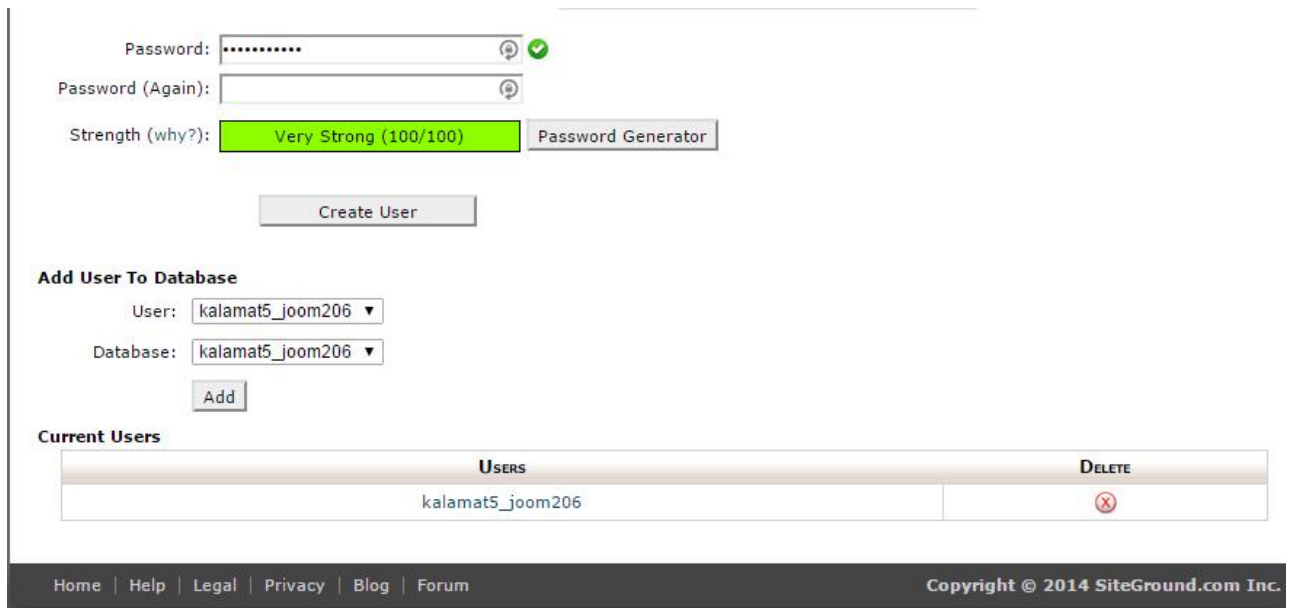 Password: •••••••••••
Password (Again):
Strength (why?): Very Strong (100/100) Password Generator
Create User
Add User To Database
User: kalamat5_joom206 ▼
Database: kalamat5_joom206 ▼
Add
Current Users
USERS DELETE
kalamat5_joom206
Home | Help | Legal | Privacy | Blog | Forum Copyright © 2014 SiteGround.com Inc.